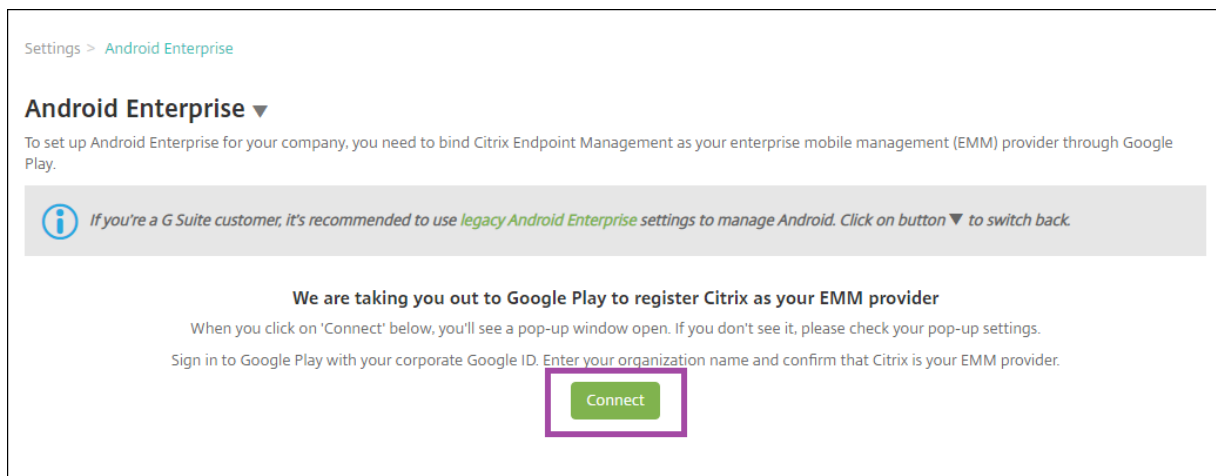 Settings > Android Enterprise
Android Enterprise ▼
To set up Android Enterprise for your company, you need to bind Citrix Endpoint Management as your enterprise mobile management (EMM) provider through Google
Play.
If you're a G Suite customer, it's recommended to use legacy Android Enterprise settings to manage Android. Click on button ▼ to switch back.
We are taking you out to Google Play to register Citrix as your EMM provider
When you click on 'Connect' below, you'll see a pop-up window open. If you don't see it, please check your pop-up settings.
Sign in to Google Play with your corporate Google ID. Enter your organization name and confirm that Citrix is your EMM provider.
Connect